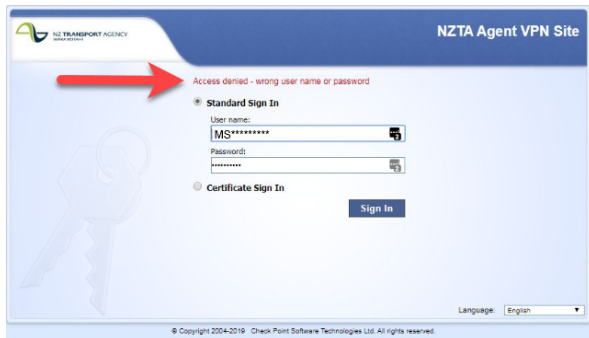 NZ TRANSPORT AGENCY
WAKA KOTAHI
NZTA Agent VPN Site
Access denied - wrong user name or password
Standard Sign In
User name:
MS*********
Password:
••••••••••
Certificate Sign In
Sign In
Language: English
© Copyright 2004-2019 Check Point Software Technologies Ltd. All rights reserved.